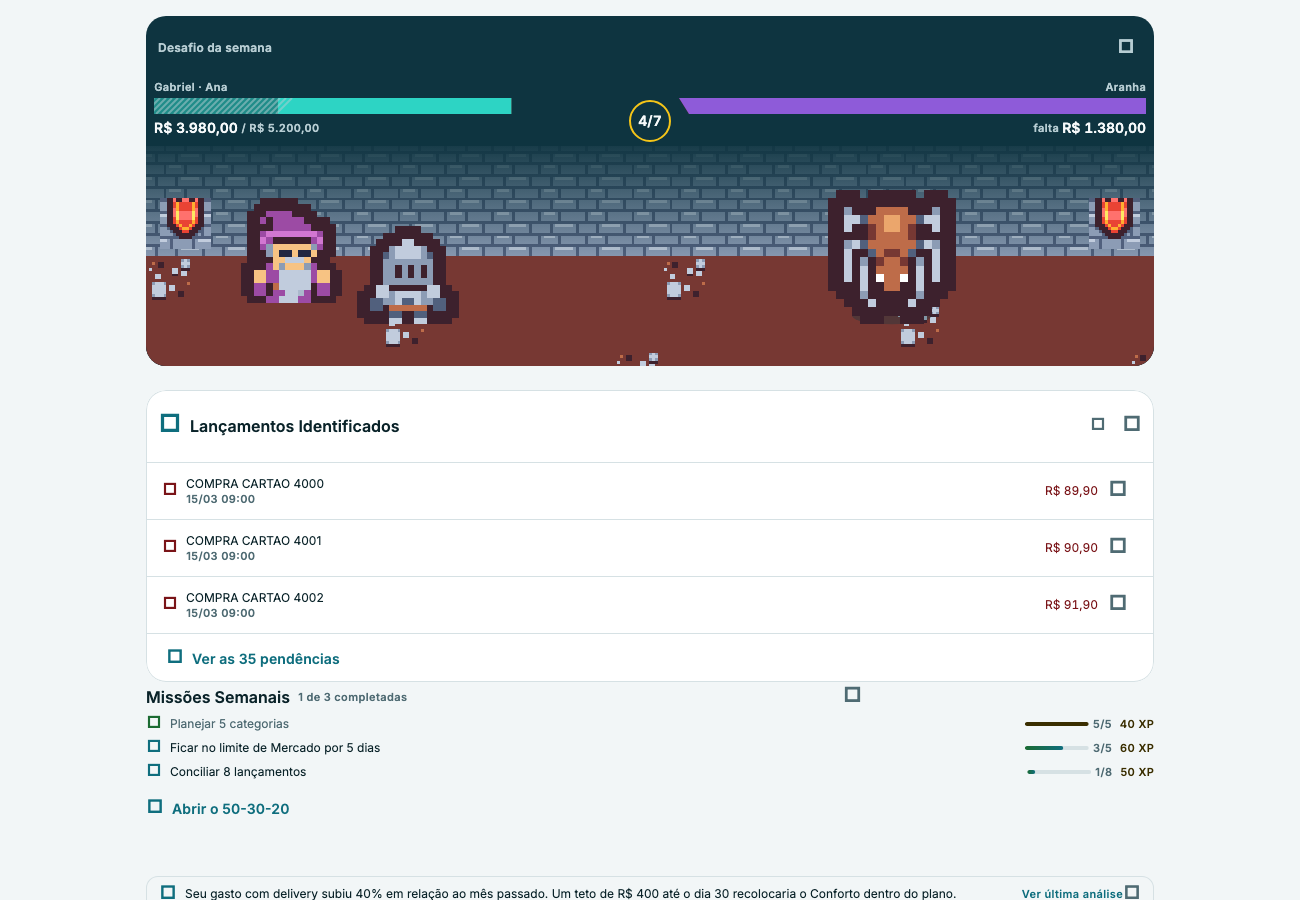 Desafio da semana
Gabriel · Ana
Aranha
R$ 3.980,00 / R$ 5.200,00
4/7
falta R$ 1.380,00
Lançamentos Identificados
COMPRA CARTAO 4000
15/03 09:00
R$ 89,90
COMPRA CARTAO 4001
15/03 09:00
R$ 90,90
COMPRA CARTAO 4002
15/03 09:00
R$ 91,90
Ver as 35 pendências
Missões Semanais 1 de 3 completadas
Planejar 5 categorias 5/5 40 XP
Ficar no limite de Mercado por 5 dias 3/5 60 XP
Conciliar 8 lançamentos 1/8 50 XP
Abrir o 50-30-20
Seu gasto com delivery subiu 40% em relação ao mês passado. Um teto de R$ 400 até o dia 30 recolocaria o Conforto dentro do plano. Ver última análise